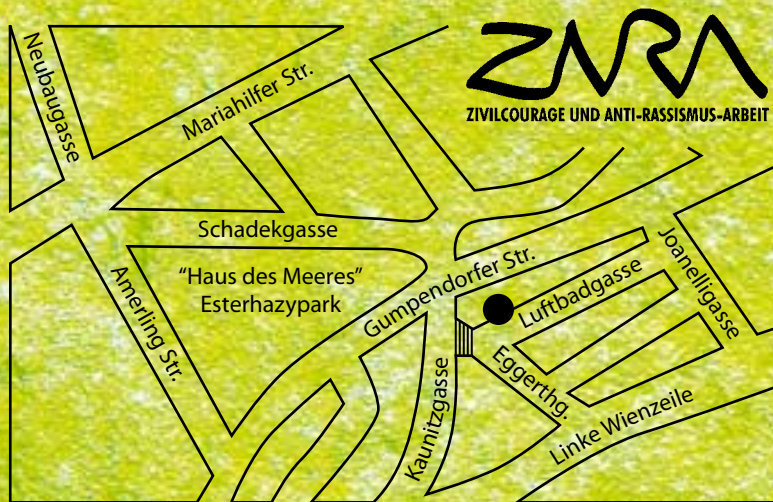 ZARA
ZIVILCOURAGE UND ANTI-RASSISMUS-ARBEIT
Neubaugasse
Mariahilfer Str.
Schadekgasse
"Haus des Meeres"
Esterhazypark
Amerling Str.
Gumpendorfer Str.
Luftbadgasse
Joanelligasse
Eggerthg.
Kaunitzgasse
Linke Wienzeile